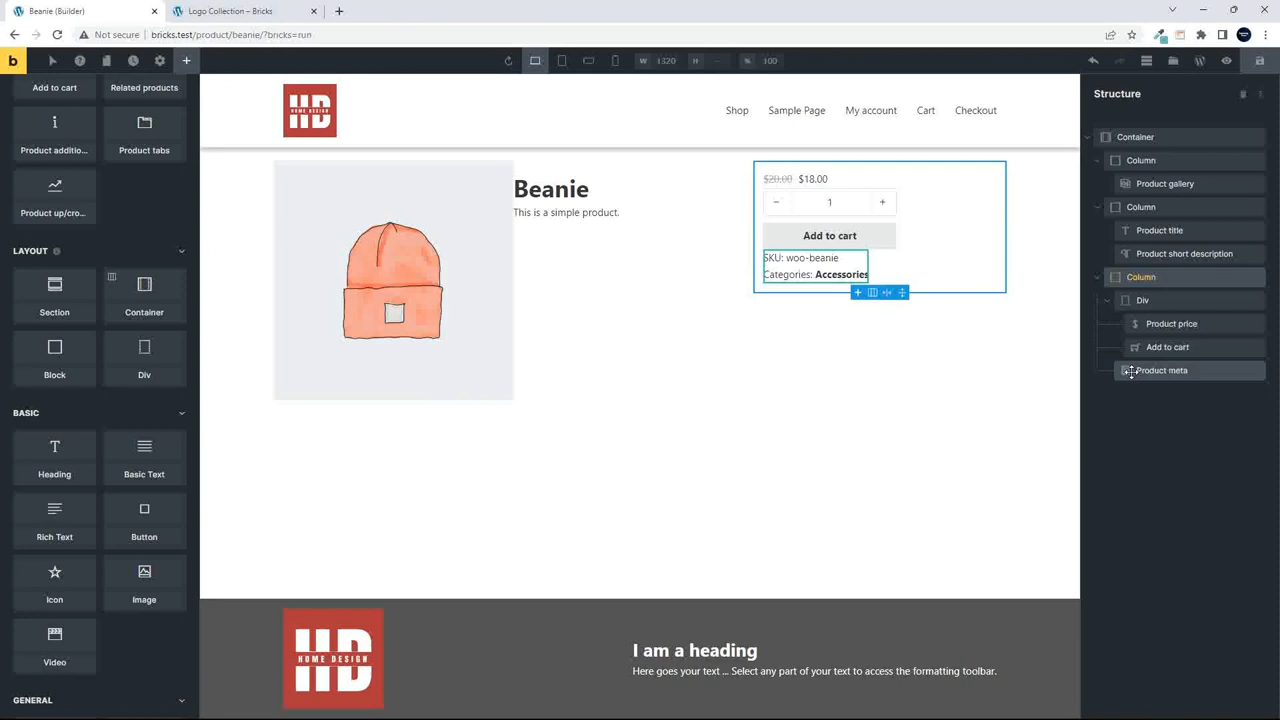 Beanie (Builder)
Logo Collection – Bricks
Not secure
bricks.test/product/beanie/?bricks=run
b
W 1320 H – % 100
Add to cart
Related products
Product additio...
Product tabs
Product up/cro...
LAYOUT
Section
Container
Block
Div
BASIC
Heading
Basic Text
Rich Text
Button
Icon
Image
Video
GENERAL
HD
HOME DESIGN
Shop
Sample Page
My account
Cart
Checkout
Beanie
This is a simple product.
$20.00 $18.00
− 1 +
Add to cart
SKU: woo-beanie
Categories: Accessories
HD
HOME DESIGN
I am a heading
Here goes your text ... Select any part of your text to access the formatting toolbar.
Structure
Container
Column
Product gallery
Column
Product title
Product short description
Column
Div
Product price
Add to cart
Product meta